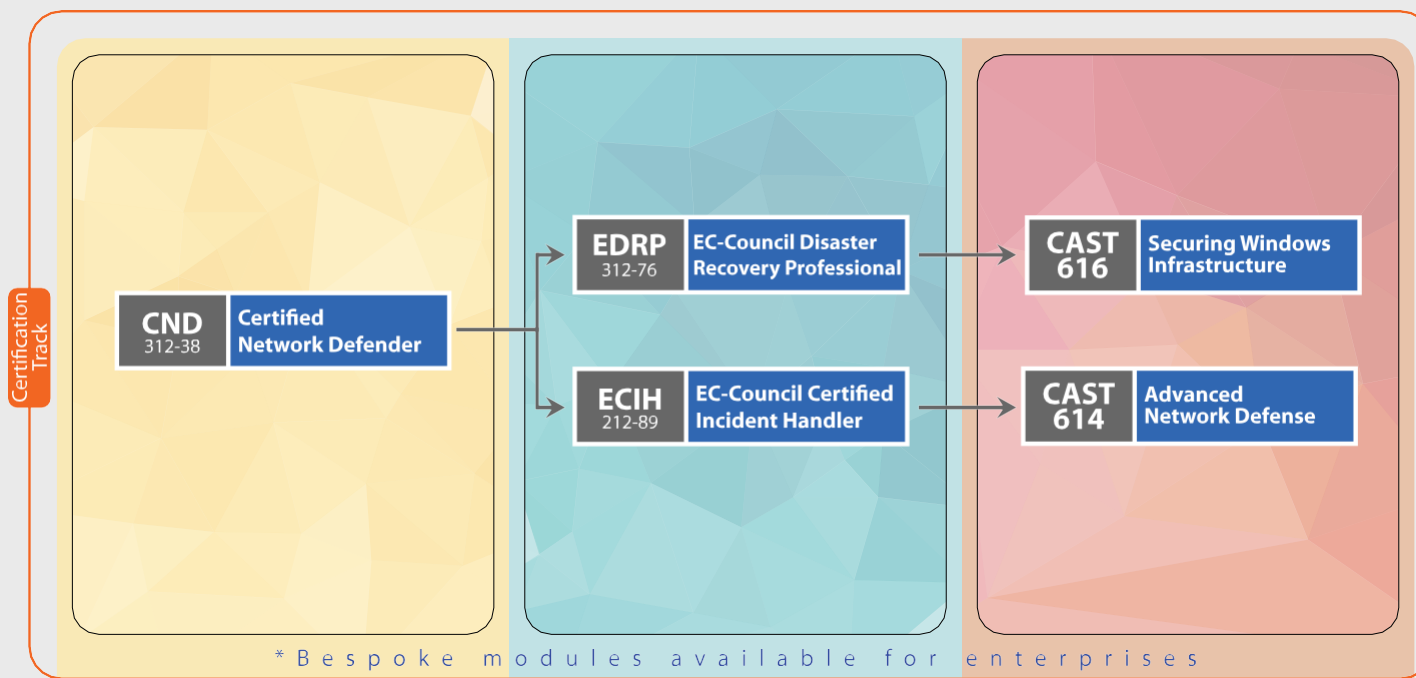 Certification
Track
CND
312-38
Certified
Network Defender
EDRP
312-76
EC-Council Disaster
Recovery Professional
CAST
616
Securing Windows
Infrastructure
ECIH
212-89
EC-Council Certified
Incident Handler
CAST
614
Advanced
Network Defense
*Bespoke modules available for enterprises